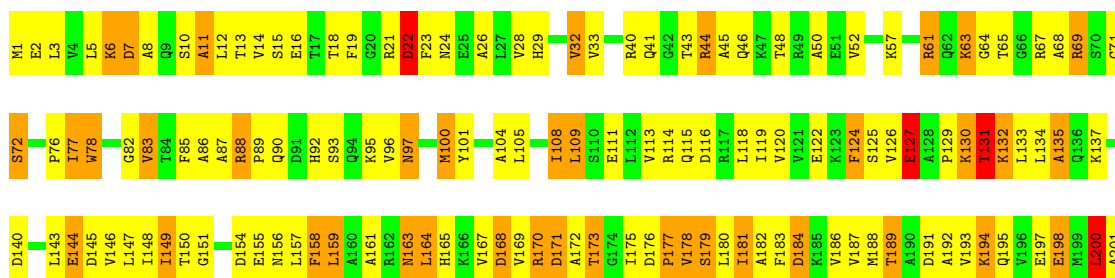 M1 E2 L3 V4 L5 K6 D7 A8 Q9 S10 A11 L12 T13 V14 S15 E16 T17 T18 F19 G20 R21 D22 F23 N24 E25 A26 L27 V28 H29 V32 V33 R40 Q41 G42 T43 R44 A45 Q46 K47 T48 R49 A50 E51 V52 K57 R61 Q62 K63 G64 T65 G66 R67 A68 R69 S70 G71
S72 P76 I77 W78 G82 V83 T84 F85 A86 A87 R88 P89 Q90 D91 H92 S93 Q94 K95 V96 N97 M100 Y101 A104 L105 I108 L109 S110 E111 L112 V113 R114 Q115 D116 R117 L118 I119 V120 V121 E122 K123 F124 S125 V126 E127 A128 P129 K130 T131 K132 L133 L134 A135 Q136 K137
D140 L143 E144 D145 V146 L147 I148 I149 T150 G151 D154 E155 N156 L157 F158 L159 A160 A161 R162 N163 L164 H165 K166 V167 D168 V169 R170 D171 A172 T173 G174 I175 D176 P177 V178 S179 L180 I181 A182 F183 D184 K185 V186 V187 M188 T189 A190 D191 A192 V193 K194 Q195 V196 E197 E198 M199 L200